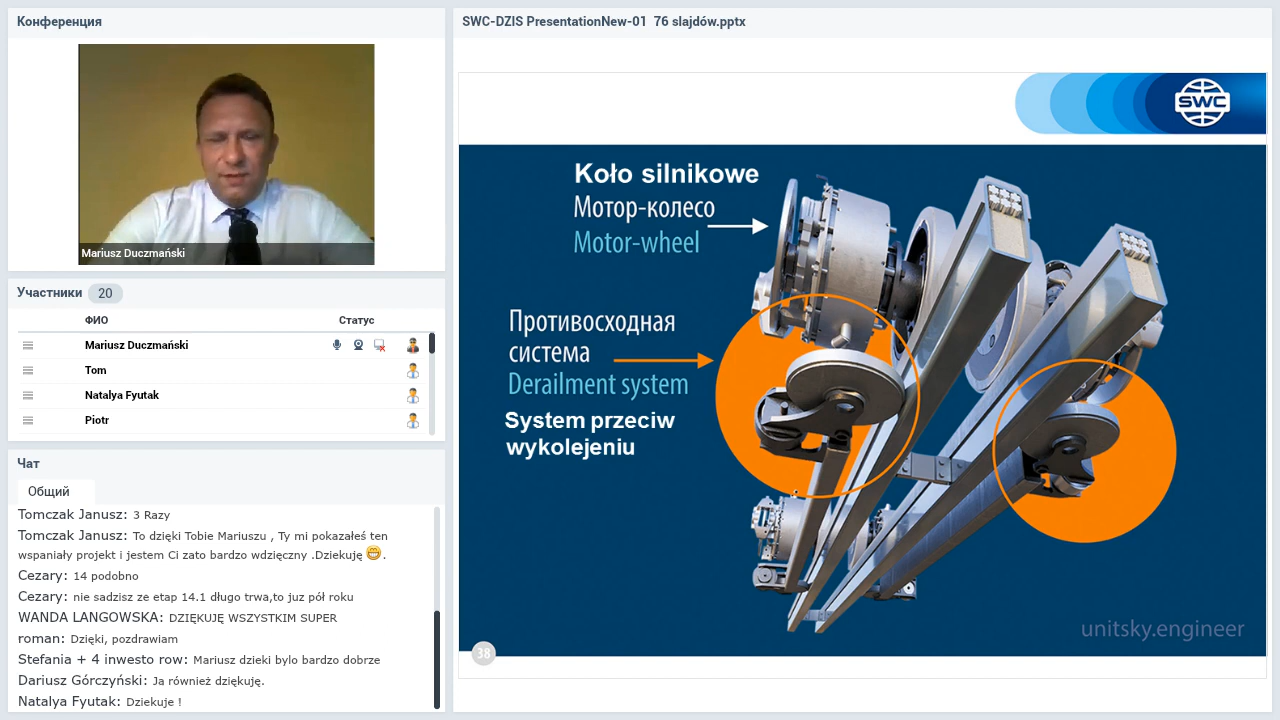 Конференция
Mariusz Duczmański
Участники 20
ФИО Статус
Mariusz Duczmański
Tom
Natalya Fyutak
Piotr
Чат
Общий
Tomczak Janusz: 3 Razy
Tomczak Janusz: To dzięki Tobie Mariuszu , Ty mi pokazałeś ten
wspaniały projekt i jestem Ci zato bardzo wdzięczny .Dziekuję 😁.
Cezary: 14 podobno
Cezary: nie sadzisz ze etap 14.1 długo trwa,to juz pół roku
WANDA LANGOWSKA: DZIĘKUJĘ WSZYSTKIM SUPER
roman: Dzięki, pozdrawiam
Stefania + 4 inwesto row: Mariusz dzieki bylo bardzo dobrze
Dariusz Górczyński: Ja również dziękuję.
Natalya Fyutak: Dziekuje !
SWC-DZIS PresentationNew-01 76 slajdów.pptx
SWC
Koło silnikowe
Мотор-колесо
Motor-wheel
Противосходная
система
Derailment system
System przeciw
wykolejeniu
unitsky.engineer
38